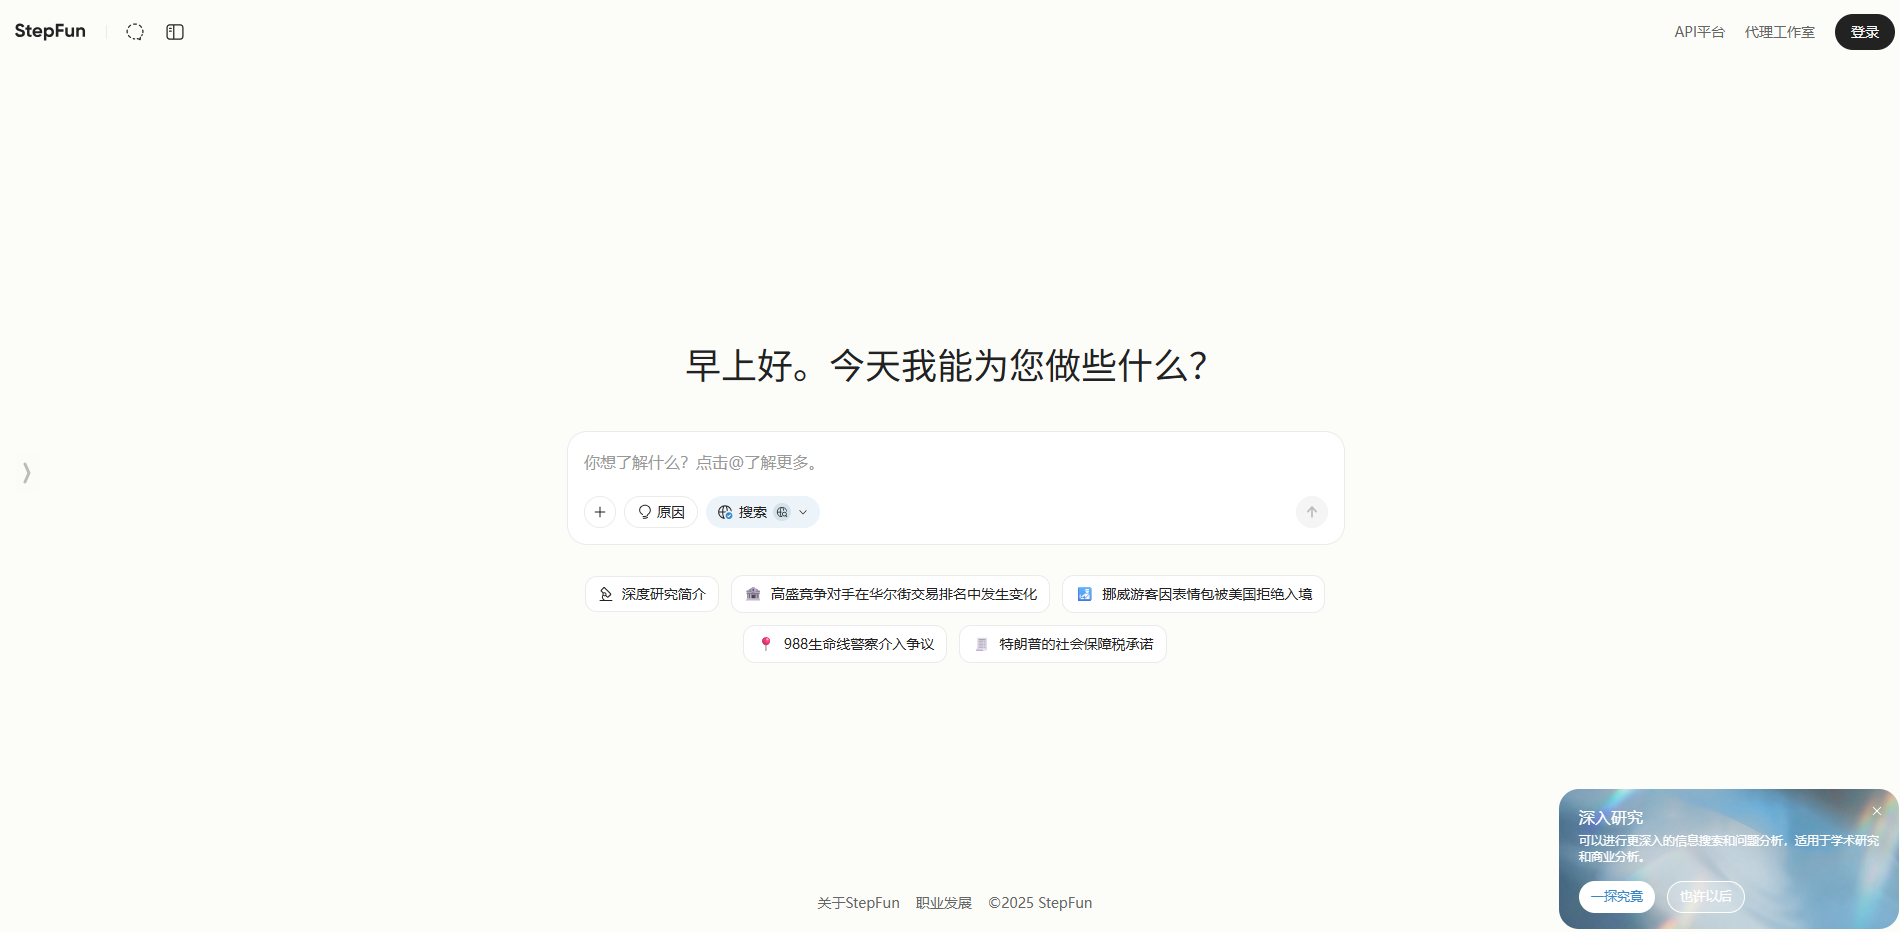 StepFun
API平台 代理工作室 登录
早上好。今天我能为您做些什么？
你想了解什么？点击@了解更多。
原因 搜索
深度研究简介 高盛竞争对手在华尔街交易排名中发生变化 挪威游客因表情包被美国拒绝入境
988生命线警察介入争议 特朗普的社会保障税承诺
深入研究
可以进行更深入的信息搜索和问题分析，适用于学术研究
和商业分析。
一探究竟 也许以后
关于StepFun 职业发展 ©2025 StepFun